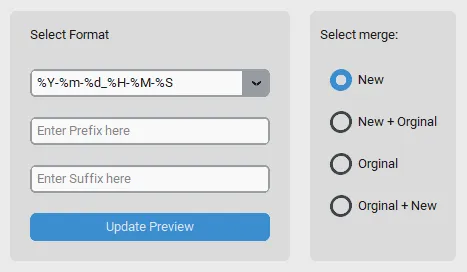 Select Format
%Y-%m-%d_%H-%M-%S
Enter Prefix here
Enter Suffix here
Update Preview
Select merge:
New
New + Orginal
Orginal
Orginal + New